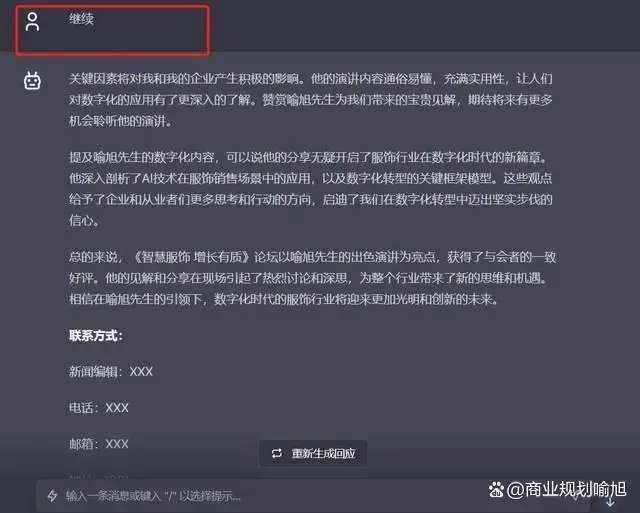 继续
关键因素将对我和我的企业产生积极的影响。他的演讲内容通俗易懂，充满实用性，让人们
对数字化的应用有了更深入的了解。赞赏喻旭先生为我们带来的宝贵见解，期待将来有更多
机会聆听他的演讲。
提及喻旭先生的数字化内容，可以说他的分享无疑开启了服饰行业在数字化时代的新篇章。
他深入剖析了AI技术在服饰销售场景中的应用，以及数字化转型的关键框架模型。这些观点
给予了企业和从业者们更多思考和行动的方向，启迪了我们在数字化转型中迈出坚实步伐的
信心。
总的来说，《智慧服饰 增长有质》论坛以喻旭先生的出色演讲为亮点，获得了与会者的一致
好评。他的见解和分享在现场引起了热烈讨论和深思，为整个行业带来了新的思维和机遇。
相信在喻旭先生的引领下，数字化时代的服饰行业将迎来更加光明和创新的未来。
联系方式：
新闻编辑：XXX
电话：XXX
邮箱：XXX
重新生成回应
输入一条消息或键入 "/" 以选择提示...
@商业规划喻旭